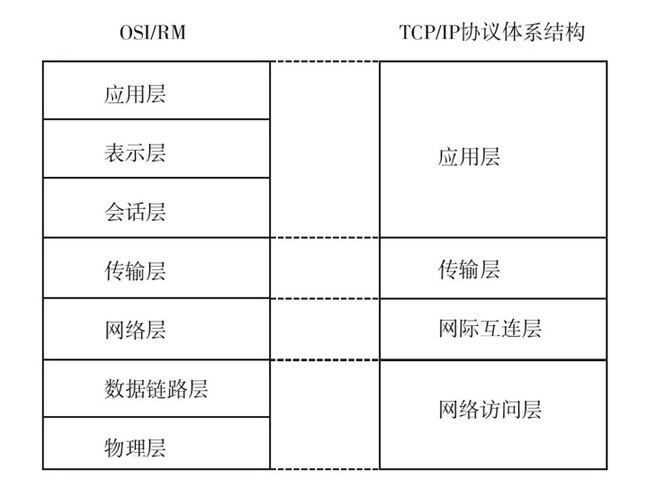 OSI/RM
TCP/IP协议体系结构
应用层
表示层
会话层
传输层
网络层
数据链路层
物理层
应用层
传输层
网际互连层
网络访问层